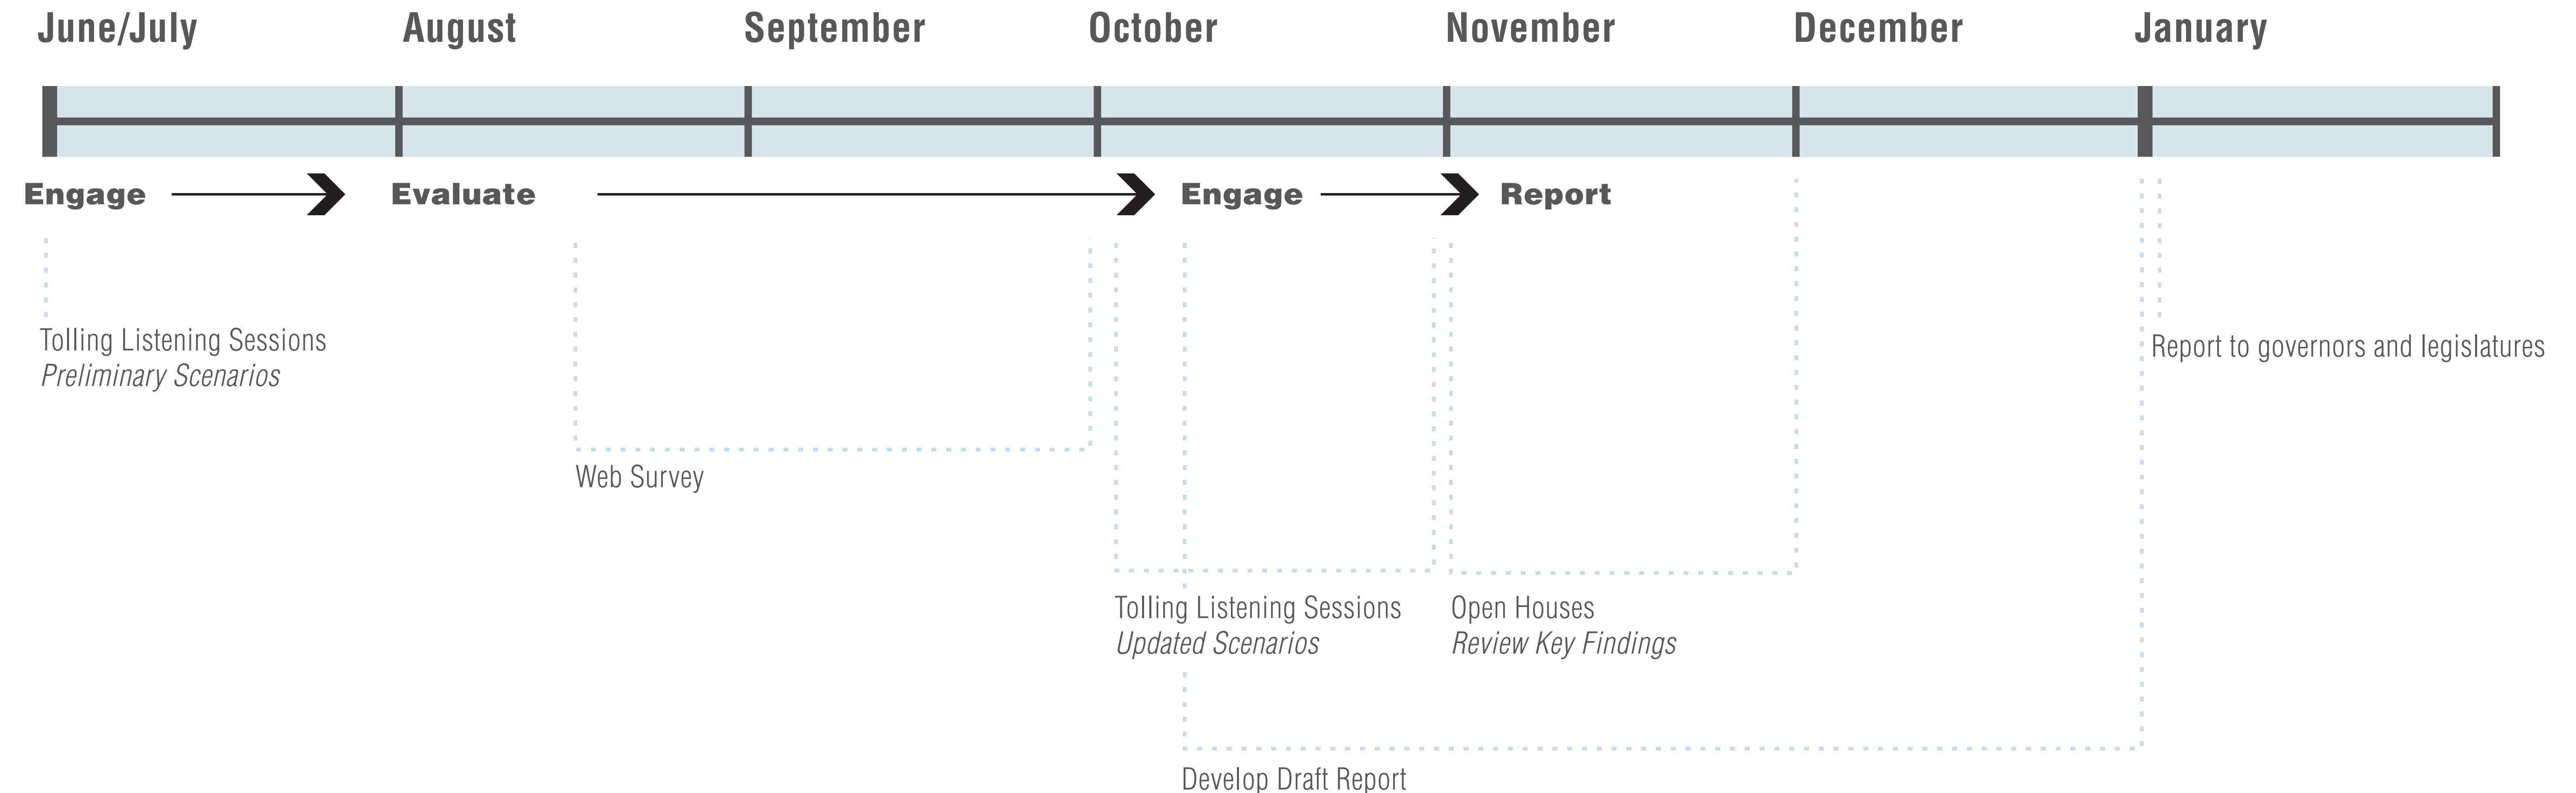 June/July August September October November December January
Engage Evaluate Engage Report
Tolling Listening Sessions
Preliminary Scenarios
Report to governors and legislatures
Web Survey
Tolling Listening Sessions
Updated Scenarios
Open Houses
Review Key Findings
Develop Draft Report